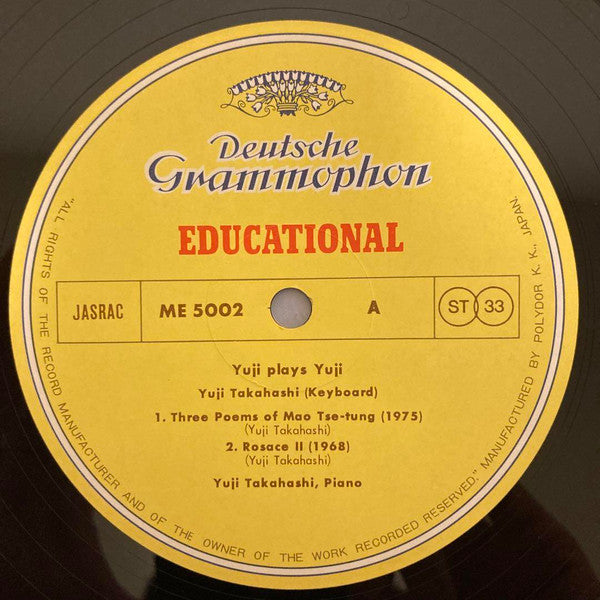 Deutsche
Grammophon
EDUCATIONAL
JASRAC ME 5002 A ST 33
Yuji plays Yuji
Yuji Takahashi (Keyboard)
1. Three Poems of Mao Tse-tung (1975)
(Yuji Takahashi)
2. Rosace II (1968)
(Yuji Takahashi)
Yuji Takahashi, Piano
"ALL RIGHTS OF THE RECORD MANUFACTURER AND OF THE OWNER OF THE WORK RECORDED RESERVED." MANUFACTURED BY POLYDOR K. K., JAPAN.